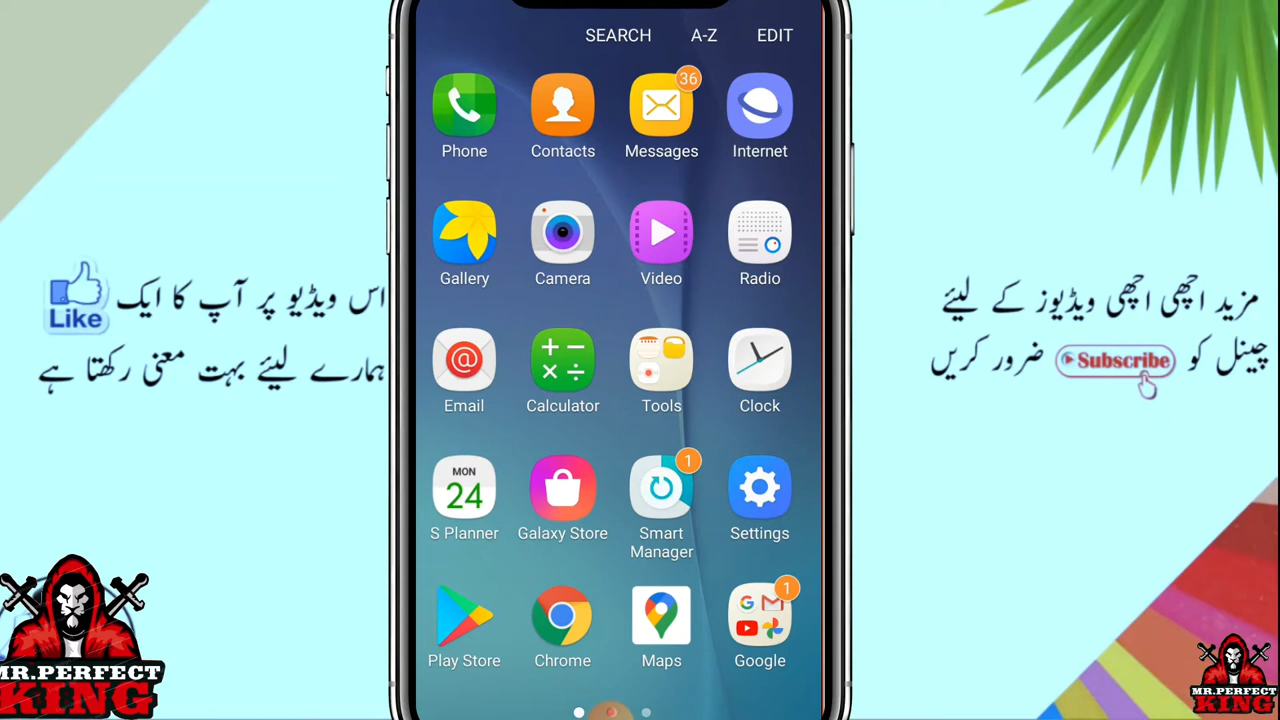 SEARCH A-Z EDIT
36
Phone Contacts Messages Internet
Gallery Camera Video Radio
Email Calculator Tools Clock
MON
24
1
S Planner Galaxy Store Smart Manager Settings
1
Play Store Chrome Maps Google
اس ویڈیو پر آپ کا ایک Like
ہمارے لیئے بہت معنی رکھتا ہے
مزید اچھی اچھی ویڈیوز کے لیئے
چینل کو Subscribe ضرور کریں
MR.PERFECT
KING
MR.PERFECT
KING